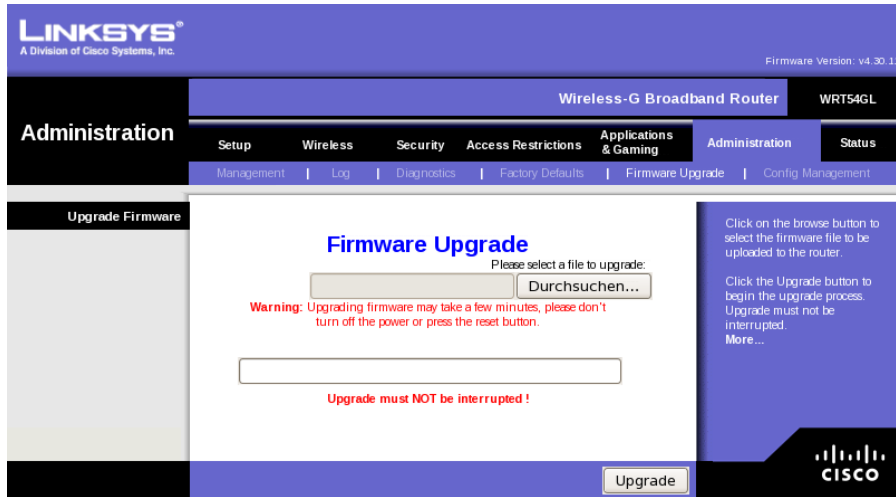 LINKSYS®
A Division of Cisco Systems, Inc.
Firmware Version: v4.30.1
Wireless-G Broadband Router
WRT54GL
Administration
Setup
Wireless
Security
Access Restrictions
Applications
& Gaming
Administration
Status
Management | Log | Diagnostics | Factory Defaults | Firmware Upgrade | Config Management
Upgrade Firmware
Firmware Upgrade
Please select a file to upgrade:
Durchsuchen...
Warning: Upgrading firmware may take a few minutes, please don't
turn off the power or press the reset button.
Upgrade must NOT be interrupted !
Click on the browse button to
select the firmware file to be
uploaded to the router.
Click the Upgrade button to
begin the upgrade process.
Upgrade must not be
interrupted.
More...
Upgrade
CISCO